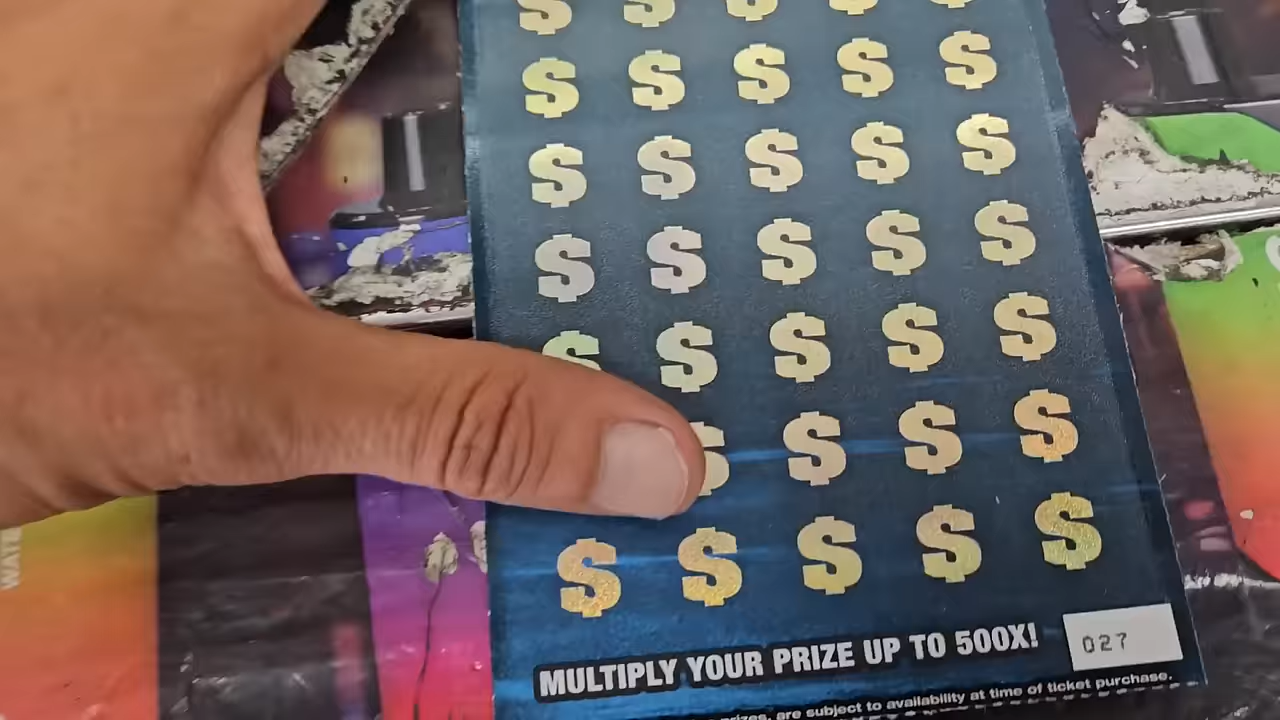 $ $ $ $ $
$ $ $ $ $
$ $ $ $ $
$ $ $ $ $
$ $ $ $ $
$ $ $ $
$ $ $ $ $
MULTIPLY YOUR PRIZE UP TO 500X!
027
prizes, are subject to availability at time of ticket purchase.